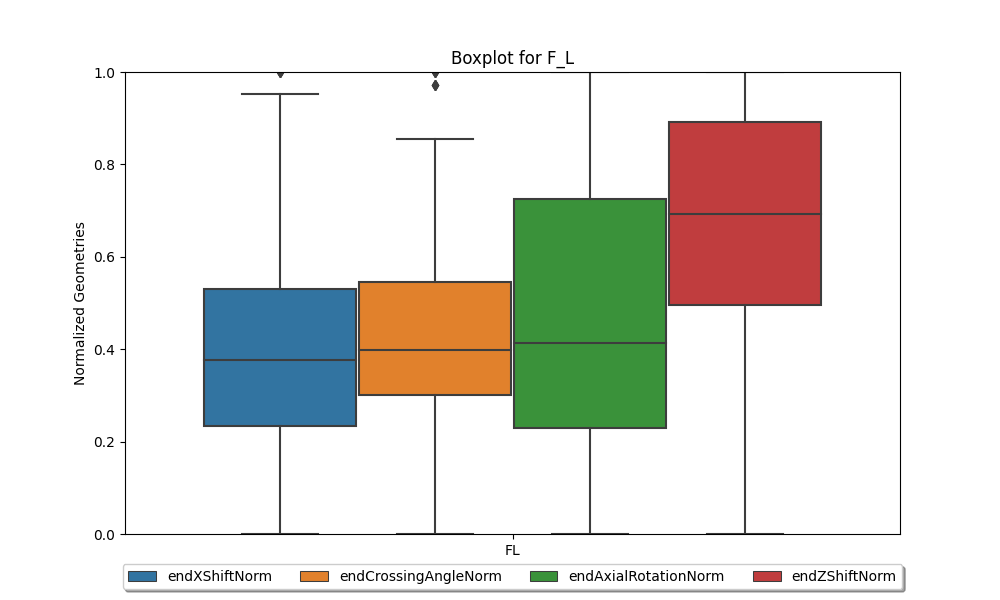 Boxplot for F_L
Normalized Geometries
1.0
0.8
0.6
0.4
0.2
0.0
FL
endXShiftNorm endCrossingAngleNorm endAxialRotationNorm endZShiftNorm